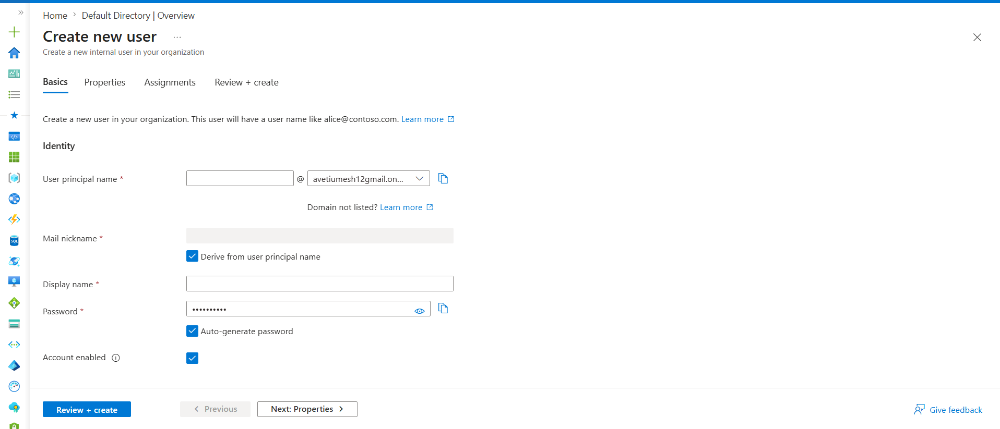 Home > Default Directory | Overview
Create new user ...
Create a new internal user in your organization
Basics Properties Assignments Review + create
Create a new user in your organization. This user will have a user name like alice@contoso.com. Learn more
Identity
User principal name * @ avetiumesh12gmail.on...
Domain not listed? Learn more
Mail nickname *
Derive from user principal name
Display name *
Password * ••••••••••
Auto-generate password
Account enabled
Review + create < Previous Next: Properties > Give feedback
SQL